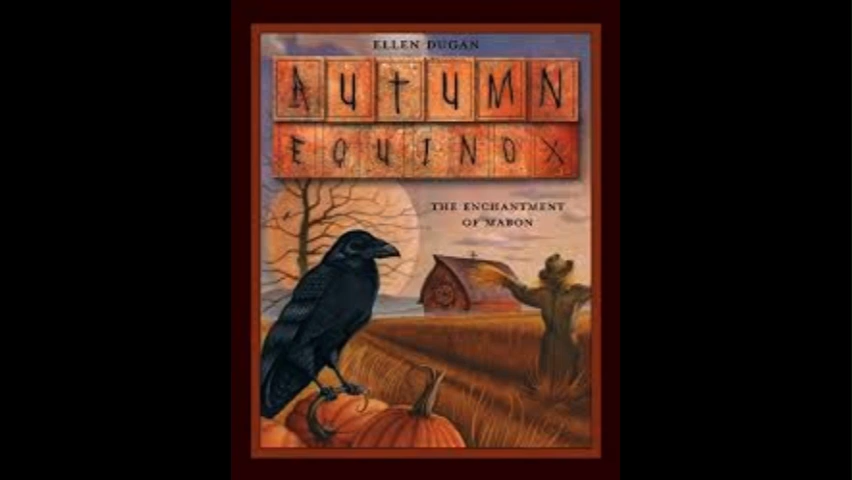 ELLEN DUGAN
AUTUMN
EQUINOX
THE ENCHANTMENT
OF MABON